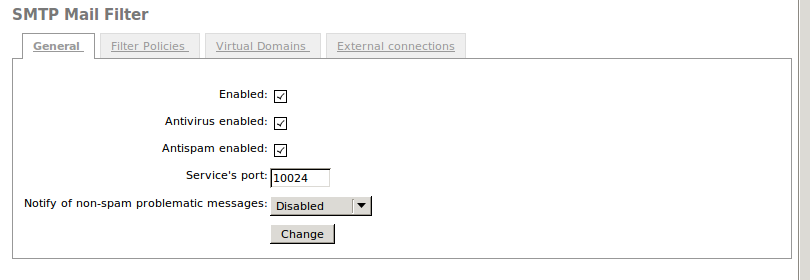 SMTP Mail Filter
General Filter Policies Virtual Domains External connections
Enabled:
Antivirus enabled:
Antispam enabled:
Service's port: 10024
Notify of non-spam problematic messages: Disabled
Change